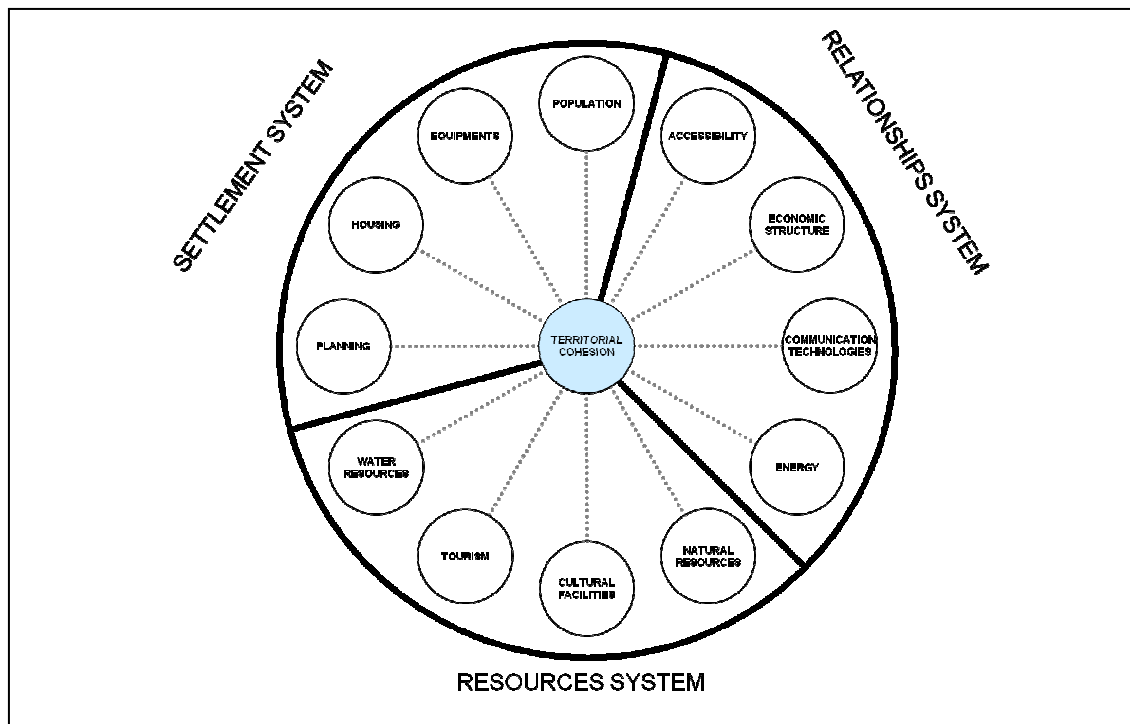 SETTLEMENT SYSTEM
RELATIONSHIPS SYSTEM
POPULATION
EQUIPMENTS
ACCESSIBILITY
HOUSING
ECONOMIC
STRUCTURE
PLANNING
TERRITORIAL
COHESION
COMMUNICATION
TECHNOLOGIES
WATER
RESOURCES
ENERGY
TOURISM
NATURAL
RESOURCES
CULTURAL
FACILITIES
RESOURCES SYSTEM